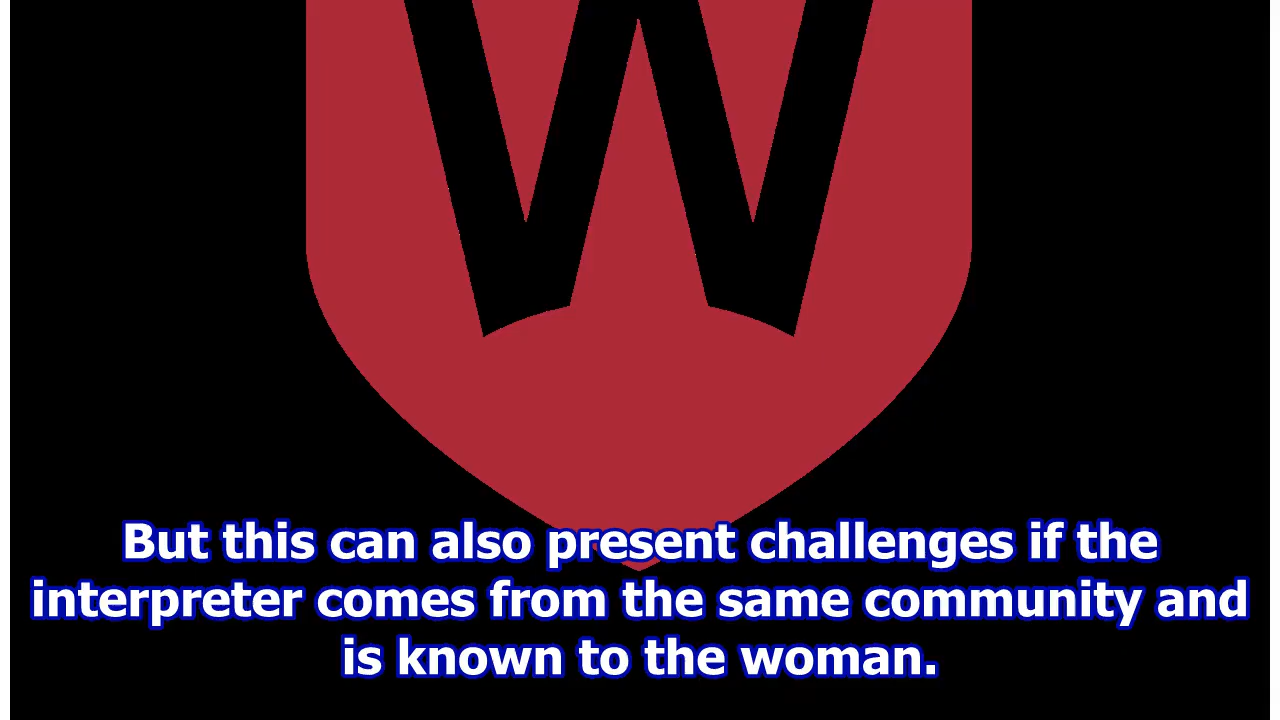 W
But this can also present challenges if the
interpreter comes from the same community and
is known to the woman.